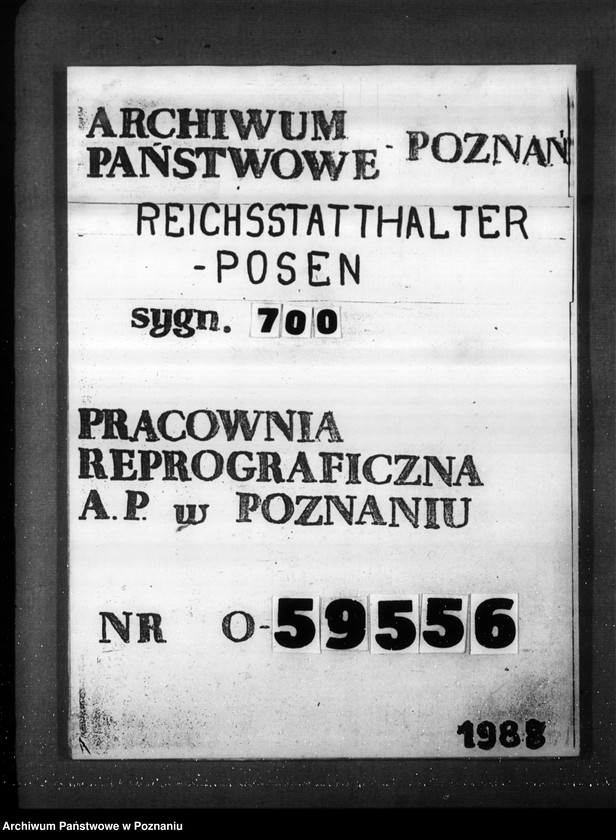 ARCHIWUM
PAŃSTWOWE - POZNAŃ
REICHSSTATTHALTER
-POSEN
sygn. 700
PRACOWNIA
REPROGRAFICZNA
A.P. w POZNANIU
NR O-59556
1988
Archiwum Państwowe w Poznaniu